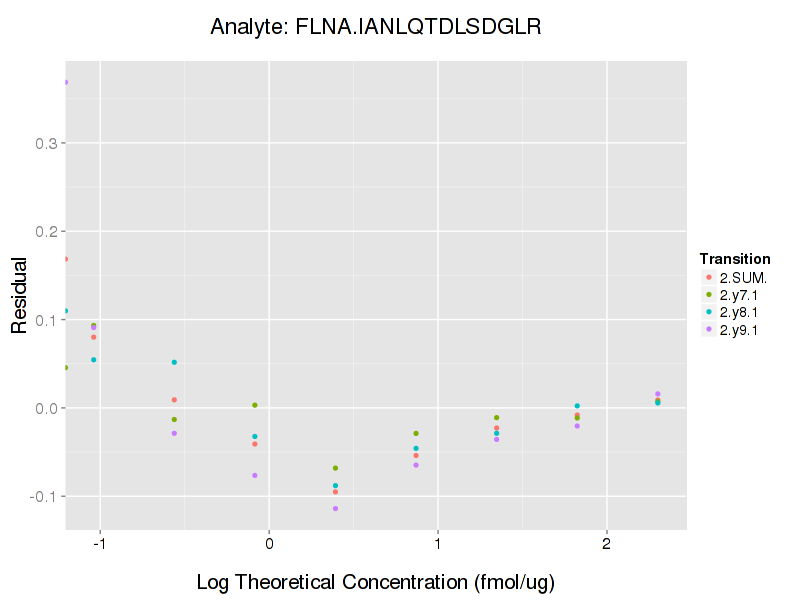 Analyte: FLNA.IANLQTDLSDGLR
0.3
0.2
0.1
0.0
-0.1
Residual
-1 0 1 2
Log Theoretical Concentration (fmol/ug)
Transition
2.SUM.
2.y7.1
2.y8.1
2.y9.1